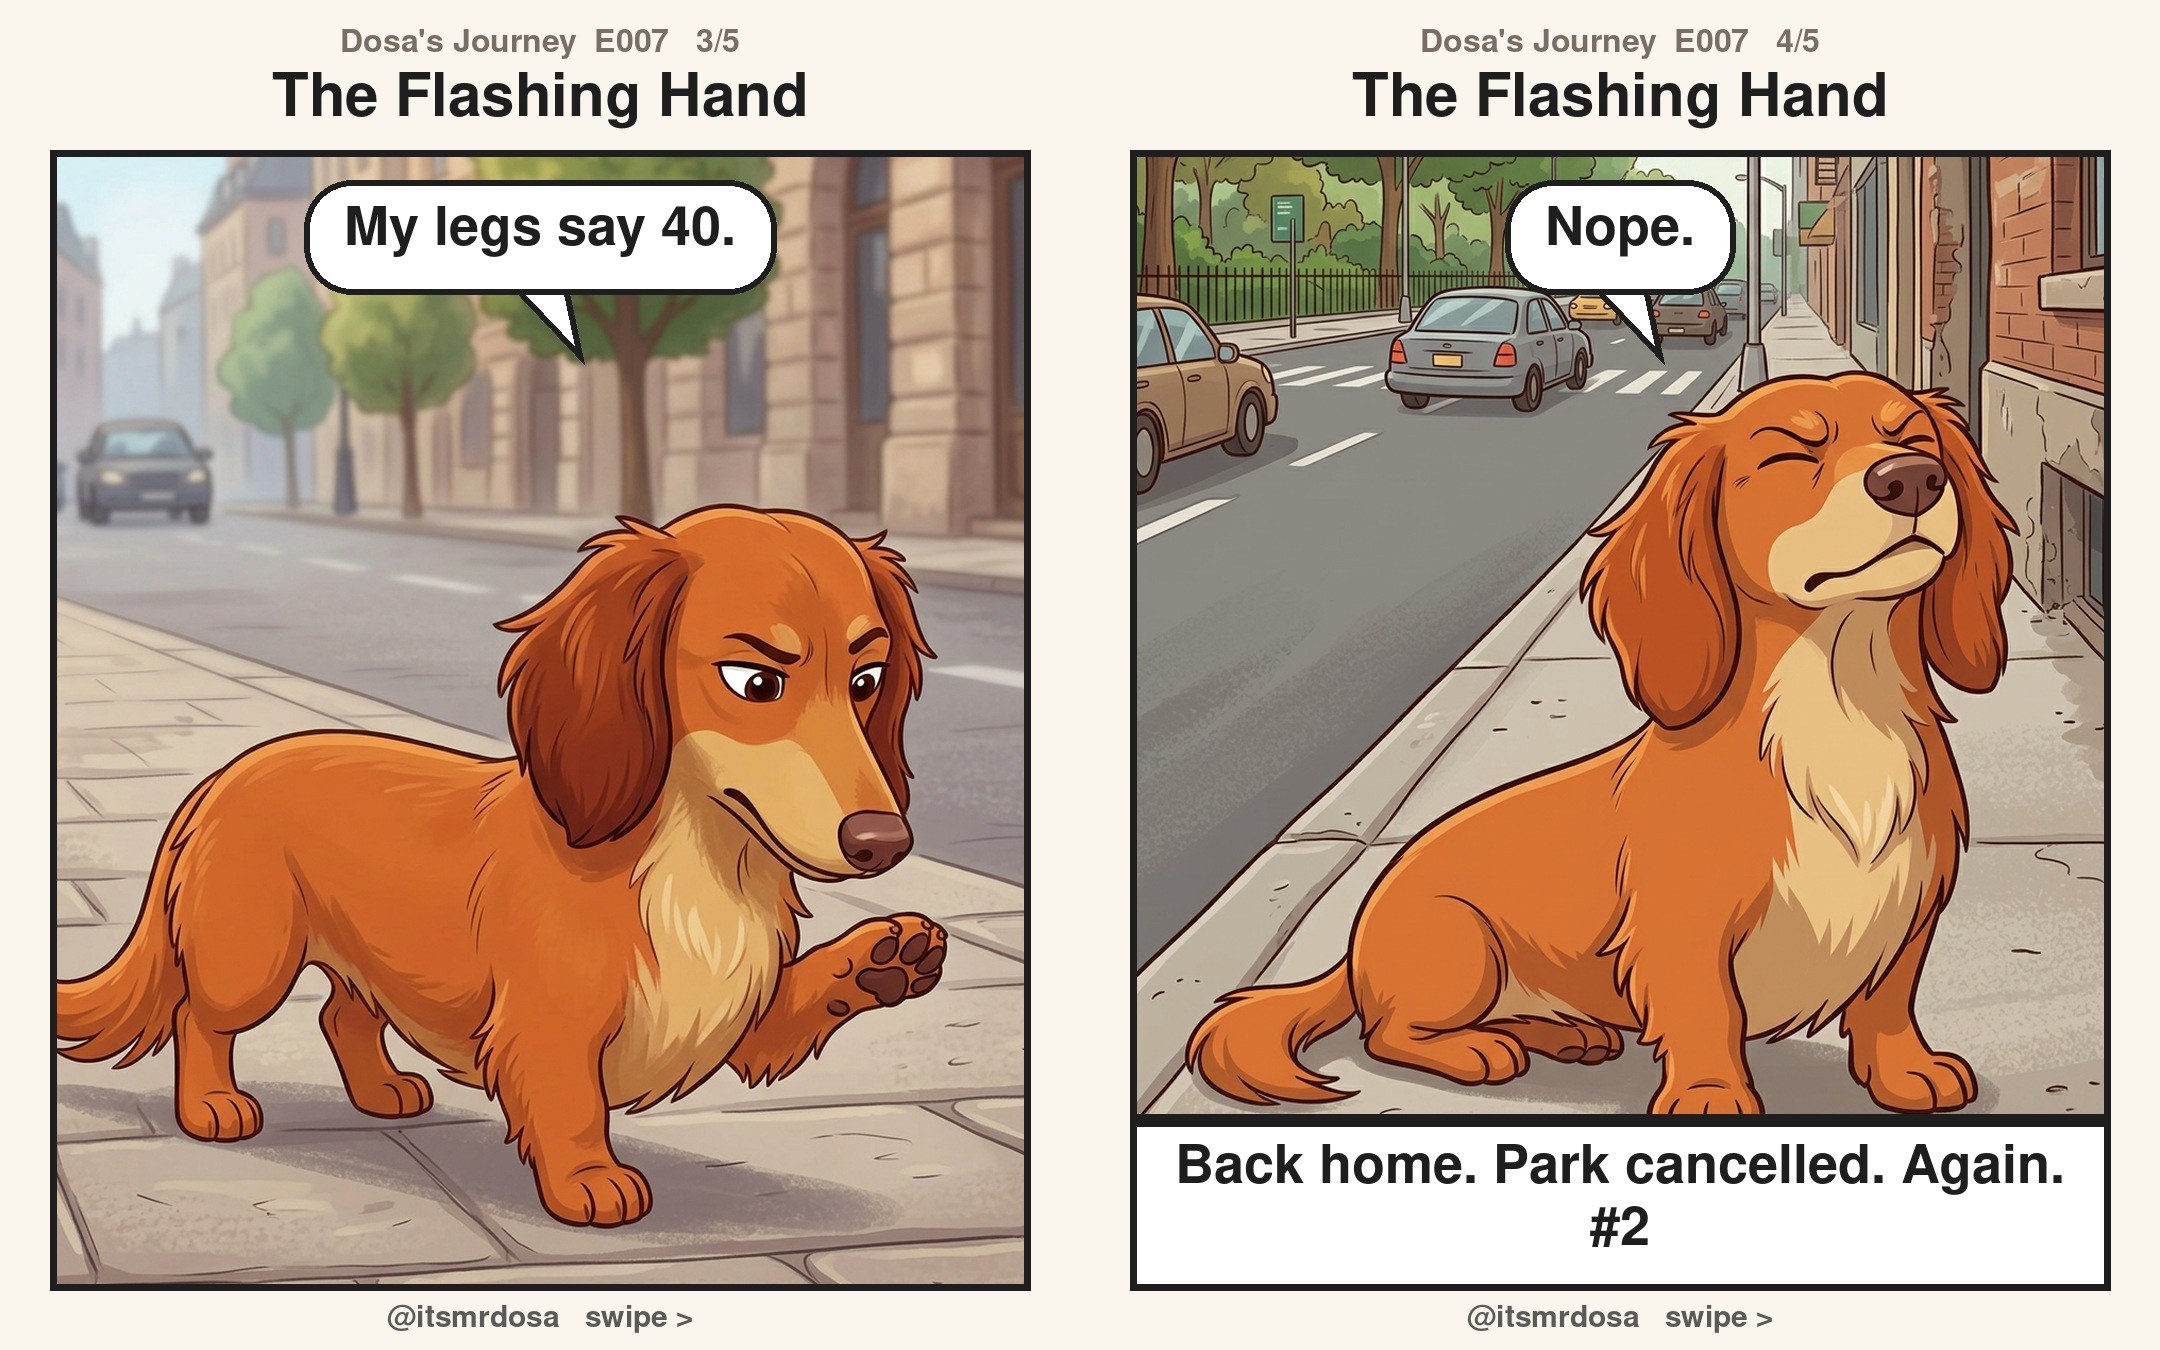 Dosa's Journey E007 3/5
The Flashing Hand
My legs say 40.
@itsmrdosa swipe >
Dosa's Journey E007 4/5
The Flashing Hand
Nope.
Back home. Park cancelled. Again.
#2
@itsmrdosa swipe >